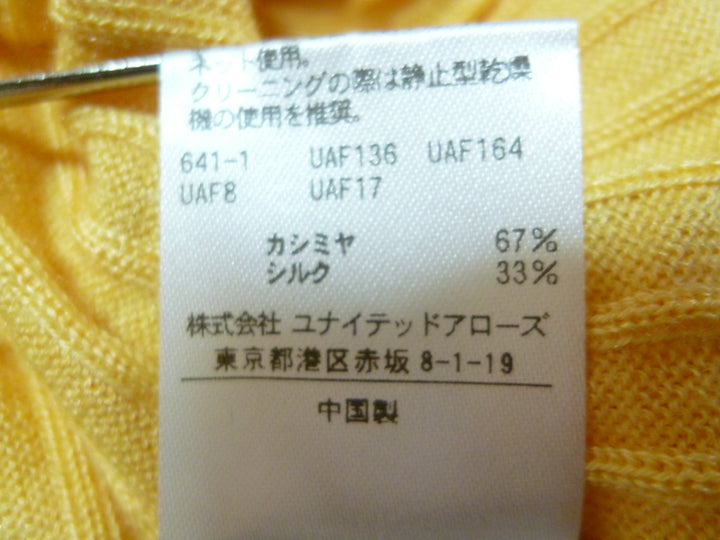 ネット使用。
クリーニングの際は静止型乾燥
機の使用を推奨。
641-1 UAF136 UAF164
UAF8 UAF17
カシミヤ 67%
シルク 33%
株式会社 ユナイテッドアローズ
東京都港区赤坂 8-1-19
中国製